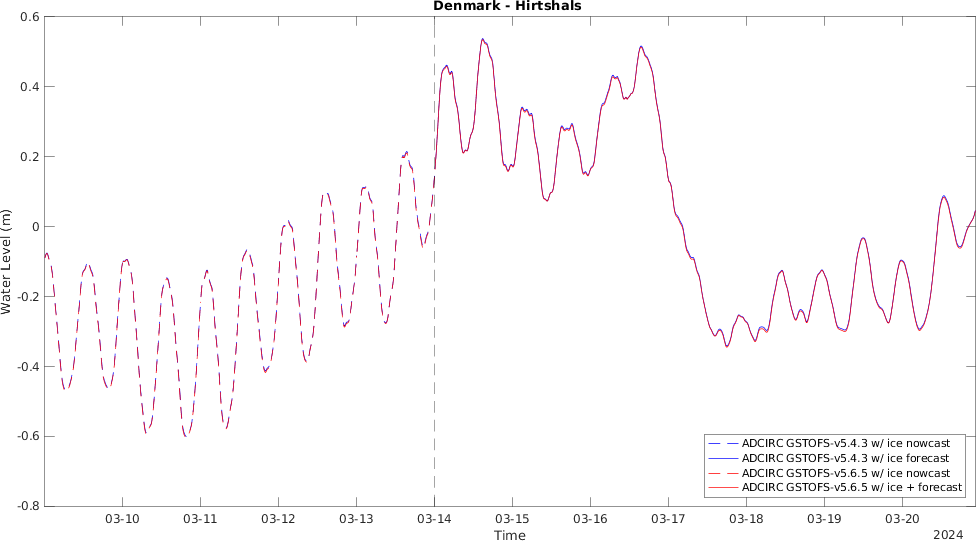 Denmark - Hirtshals
0.6
0.4
0.2
0
-0.2
-0.4
-0.6
-0.8
Water Level (m)
03-10 03-11 03-12 03-13 03-14 03-15 03-16 03-17 03-18 03-19 03-20
Time
2024
ADCIRC GSTOFS-v5.4.3 w/ ice nowcast
ADCIRC GSTOFS-v5.4.3 w/ ice forecast
ADCIRC GSTOFS-v5.6.5 w/ ice nowcast
ADCIRC GSTOFS-v5.6.5 w/ ice + forecast